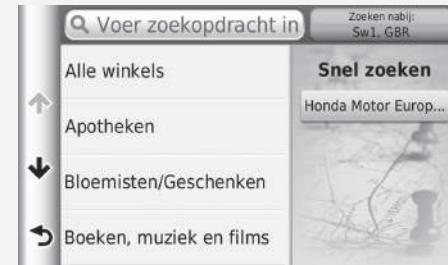 Voer zoekopdracht in
Zoeken nabij:
Sw1, GBR
Alle winkels
Apotheken
Bloemisten/Geschenken
Boeken, muziek en films
Snel zoeken
Honda Motor Europ...